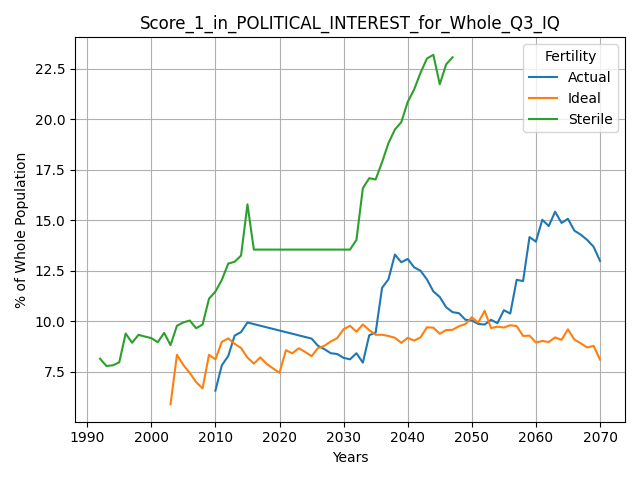 Score_1_in_POLITICAL_INTEREST_for_Whole_Q3_IQ
Fertility
Actual
Ideal
Sterile
% of Whole Population
22.5
20.0
17.5
15.0
12.5
10.0
7.5
1990 2000 2010 2020 2030 2040 2050 2060 2070
Years